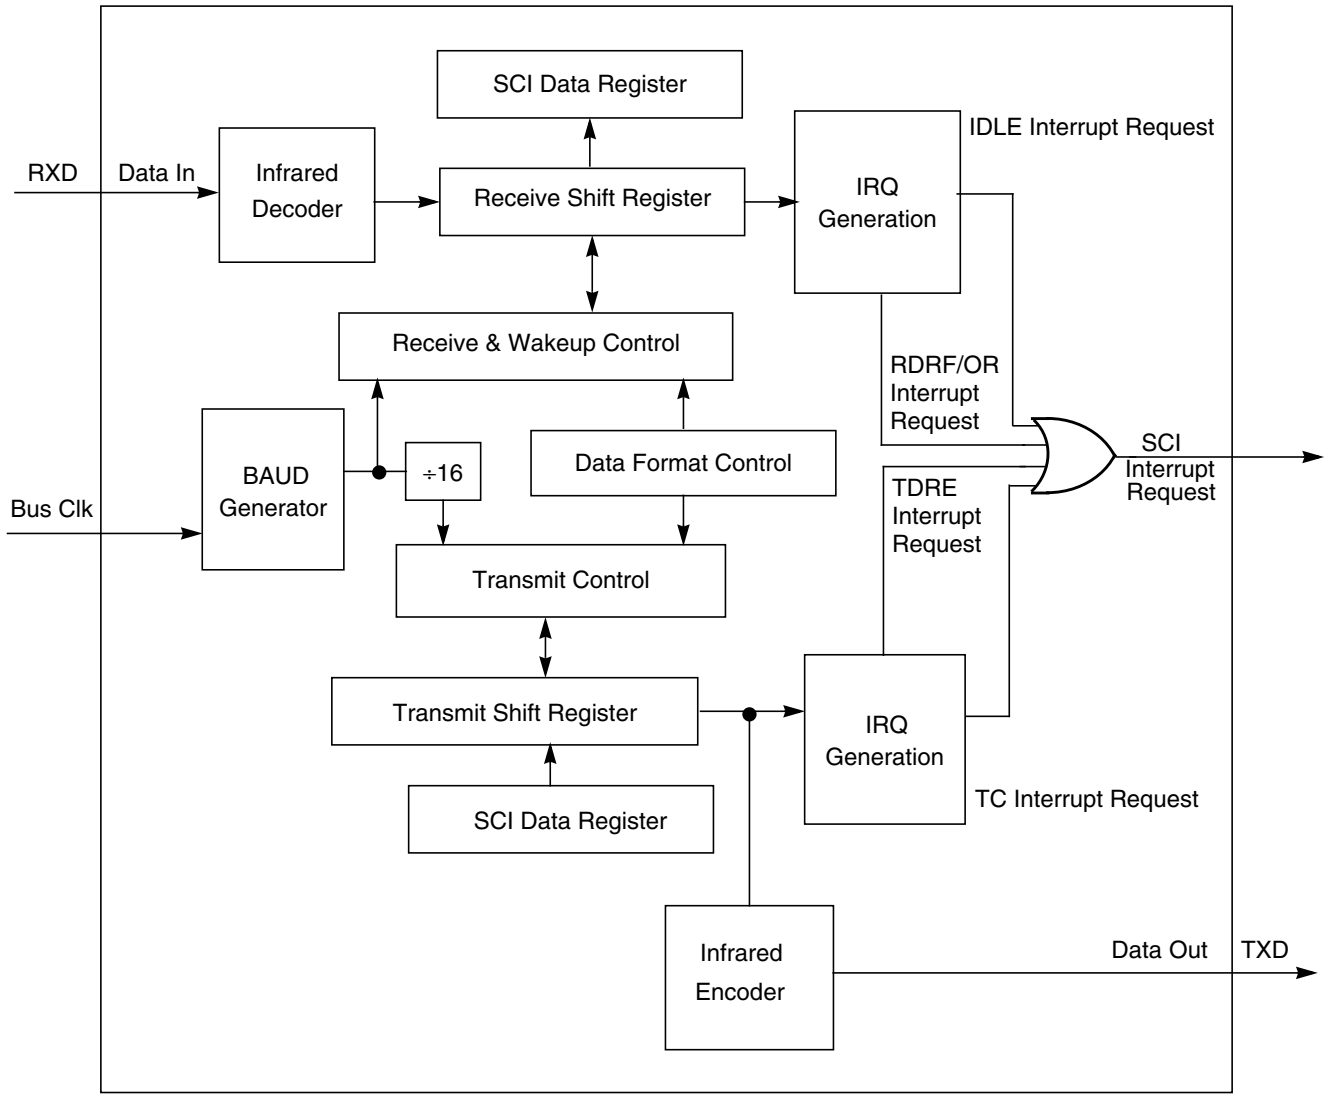 SCI Data Register
IDLE Interrupt Request
RXD
Data In
Infrared
Decoder
Receive Shift Register
IRQ
Generation
Receive & Wakeup Control
RDRF/OR
Interrupt
Request
BAUD
Generator
÷16
Data Format Control
SCI
Interrupt
Request
Bus Clk
TDRE
Interrupt
Request
Transmit Control
Transmit Shift Register
IRQ
Generation
SCI Data Register
TC Interrupt Request
Infrared
Encoder
Data Out
TXD